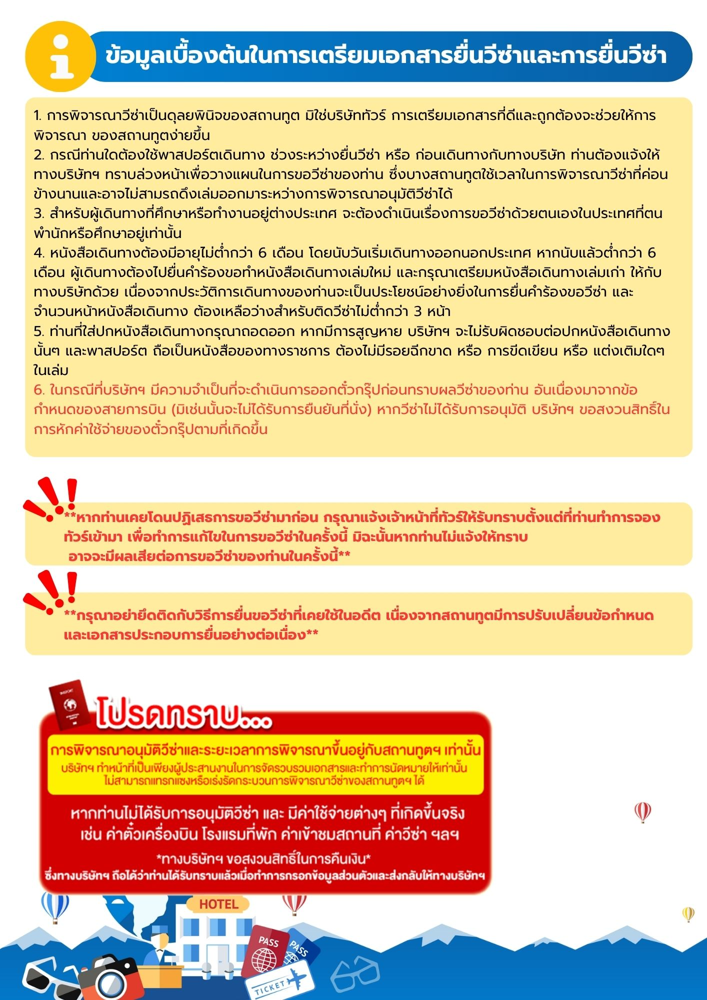 ข้อมูลเบื้องต้นในการเตรียมเอกสารยื่นวีซ่าและการยื่นวีซ่า
1. การพิจารณาวีซ่าเป็นดุลยพินิจของสถานทูต มิใช่บริษัททัวร์ การเตรียมเอกสารที่ดีและถูกต้องจะช่วยให้การ
พิจารณา ของสถานทูตง่ายขึ้น
2. กรณีท่านใดต้องใช้พาสปอร์ตเดินทาง ช่วงระหว่างยื่นวีซ่า หรือ ก่อนเดินทางกับทางบริษัท ท่านต้องแจ้งให้
ทางบริษัทฯ ทราบล่วงหน้าเพื่อวางแผนในการขอวีซ่าของท่าน ซึ่งบางสถานทูตใช้เวลาในการพิจารณาวีซ่าที่ค่อน
ข้างนานและอาจไม่สามรถดึงเล่มออกมาระหว่างการพิจารณาอนุมัติวีซ่าได้
3. สำหรับผู้เดินทางที่ศึกษาหรือทำงานอยู่ต่างประเทศ จะต้องดำเนินเรื่องการขอวีซ่าด้วยตนเองในประเทศที่ตน
พำนักหรือศึกษาอยู่เท่านั้น
4. หนังสือเดินทางต้องมีอายุไม่ต่ำกว่า 6 เดือน โดยนับวันเริ่มเดินทางออกนอกประเทศ หากนับแล้วต่ำกว่า 6
เดือน ผู้เดินทางต้องไปยื่นคำร้องขอทำหนังสือเดินทางเล่มใหม่ และกรุณาเตรียมหนังสือเดินทางเล่มเก่า ให้กับ
ทางบริษัทด้วย เนื่องจากประวัติการเดินทางของท่านจะเป็นประโยชน์อย่างยิ่งในการยื่นคำร้องขอวีซ่า และ
จำนวนหน้าหนังสือเดินทาง ต้องเหลือว่างสำหรับติดวีซ่าไม่ต่ำกว่า 3 หน้า
5. ท่านที่ใส่ปกหนังสือเดินทางกรุณาถอดออก หากมีการสูญหาย บริษัทฯ จะไม่รับผิดชอบต่อปกหนังสือเดินทาง
นั้นๆ และพาสปอร์ต ถือเป็นหนังสือของทางราชการ ต้องไม่มีรอยฉีกขาด หรือ การขีดเขียน หรือ แต่งเติมใดๆ
ในเล่ม
6. ในกรณีที่บริษัทฯ มีความจำเป็นที่จะดำเนินการออกตั๋วกรุ๊ปก่อนทราบผลวีซ่าของท่าน อันเนื่องมาจากข้อ
กำหนดของสายการบิน (มิเช่นนั้นจะไม่ได้รับการยืนยันที่นั่ง) หากวีซ่าไม่ได้รับการอนุมัติ บริษัทฯ ขอสงวนสิทธิ์ใน
การหักค่าใช้จ่ายของตั๋วกรุ๊ปตามที่เกิดขึ้น
**หากท่านเคยโดนปฏิเสธการขอวีซ่ามาก่อน กรุณาแจ้งเจ้าหน้าที่ทัวร์ให้รับทราบตั้งแต่ที่ท่านทำการจอง
ทัวร์เข้ามา เพื่อทำการแก้ไขในการขอวีซ่าในครั้งนี้ มิฉะนั้นหากท่านไม่แจ้งให้ทราบ
อาจจะมีผลเสียต่อการขอวีซ่าของท่านในครั้งนี้**
**กรุณาอย่ายึดติดกับวิธีการยื่นขอวีซ่าที่เคยใช้ในอดีต เนื่องจากสถานทูตมีการปรับเปลี่ยนข้อกำหนด
และเอกสารประกอบการยื่นอย่างต่อเนื่อง**
โปรดทราบ...
การพิจารณาอนุมัติวีซ่าและระยะเวลาการพิจารณาขึ้นอยู่กับสถานทูตฯ เท่านั้น
บริษัทฯ ทำหน้าที่เป็นเพียงผู้ประสานงานในการจัดรวบรวมเอกสารและทำการนัดหมายให้เท่านั้น
ไม่สามารถแทรกแซงหรือเร่งรัดกระบวนการพิจารณาวีซ่าของสถานทูตฯ ได้
หากท่านไม่ได้รับการอนุมัติวีซ่า และ มีค่าใช้จ่ายต่างๆ ที่เกิดขึ้นจริง
เช่น ค่าตั๋วเครื่องบิน โรงแรมที่พัก ค่าเข้าชมสถานที่ ค่าวีซ่า ฯลฯ
*ทางบริษัทฯ ขอสงวนสิทธิ์ในการคืนเงิน*
ซึ่งทางบริษัทฯ ถือได้ว่าท่านได้รับทราบแล้วเมื่อทำการกรอกข้อมูลส่วนตัวและส่งกลับให้ทางบริษัทฯ
HOTEL
PASS
PASS
TICKET